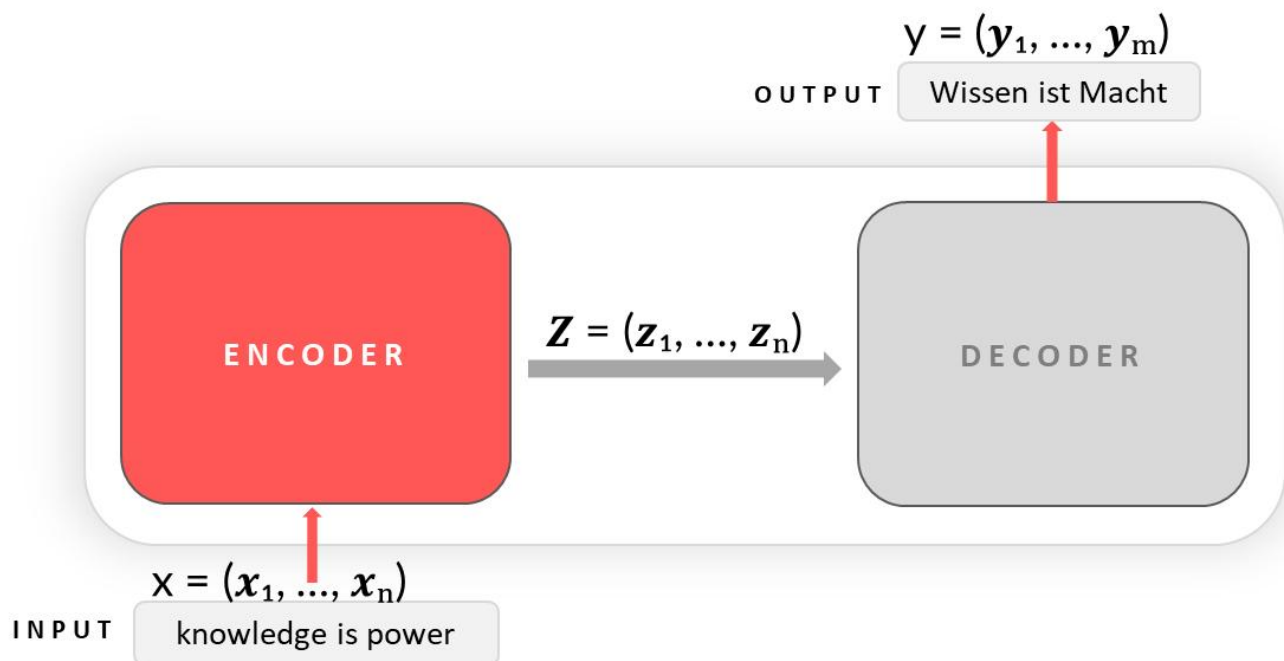 y = (y₁, ..., yₘ)
OUTPUT
Wissen ist Macht
ENCODER
Z = (z₁, ..., zₙ)
DECODER
x = (x₁, ..., xₙ)
INPUT
knowledge is power